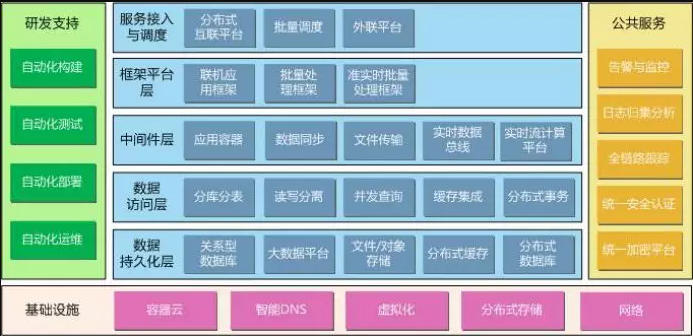 研发支持
自动化构建
自动化测试
自动化部署
自动化运维
服务接入
与调度
分布式
互联平台
批量调度
外联平台
框架平台
层
联机应
用框架
批量处
理框架
准实时批量
处理框架
中间件层
应用容器
数据同步
文件传输
实时数据
总线
实时流计算
平台
数据
访问层
分库分表
读写分离
并发查询
缓存集成
分布式事务
数据
持久化层
关系型
数据库
大数据平台
文件/对象
存储
分布式缓存
分布式
数据库
公共服务
告警与监控
日志归集分析
全链路跟踪
统一安全认证
统一加密平台
基础设施
容器云
智能DNS
虚拟化
分布式存储
网络